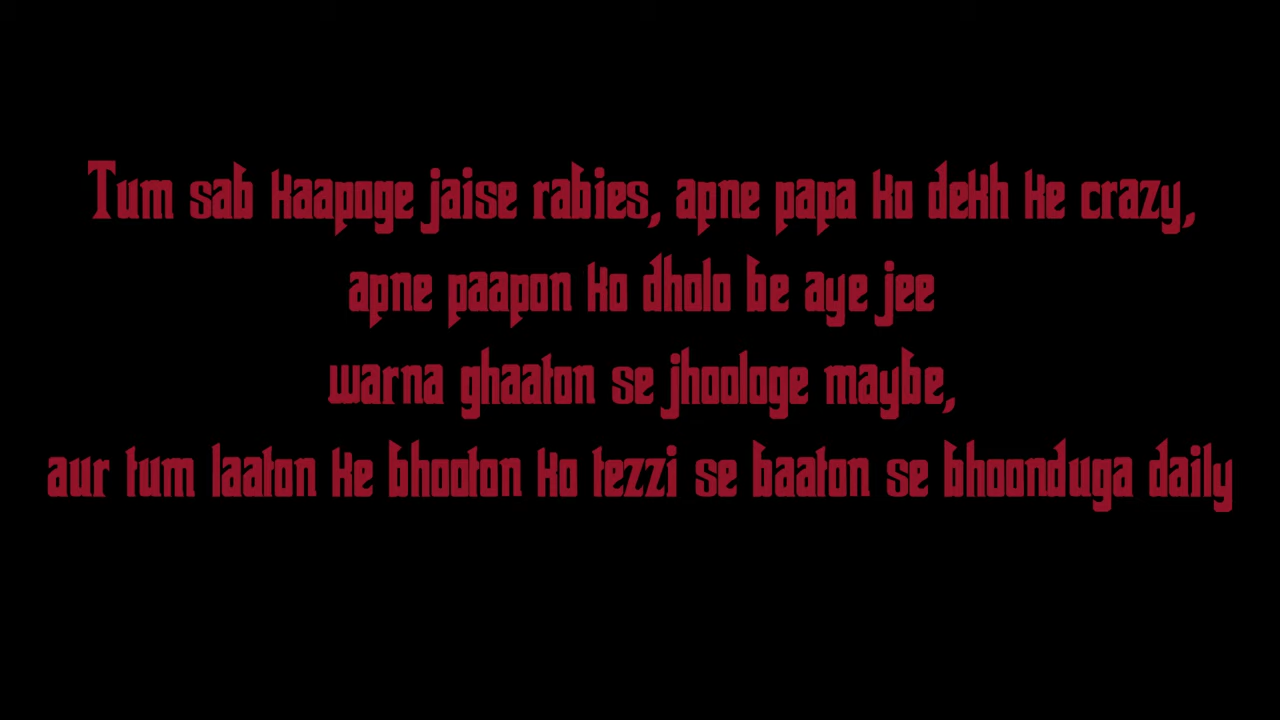 Tum sab kaapoge jaise rabies, apne papa ko dekh ke crazy,
apne paapon ko dholo be aye jee
warna ghaaton se jhoologe maybe,
aur tum laaton ke bhooton ko tezzi se baaton se bhoonduga daily